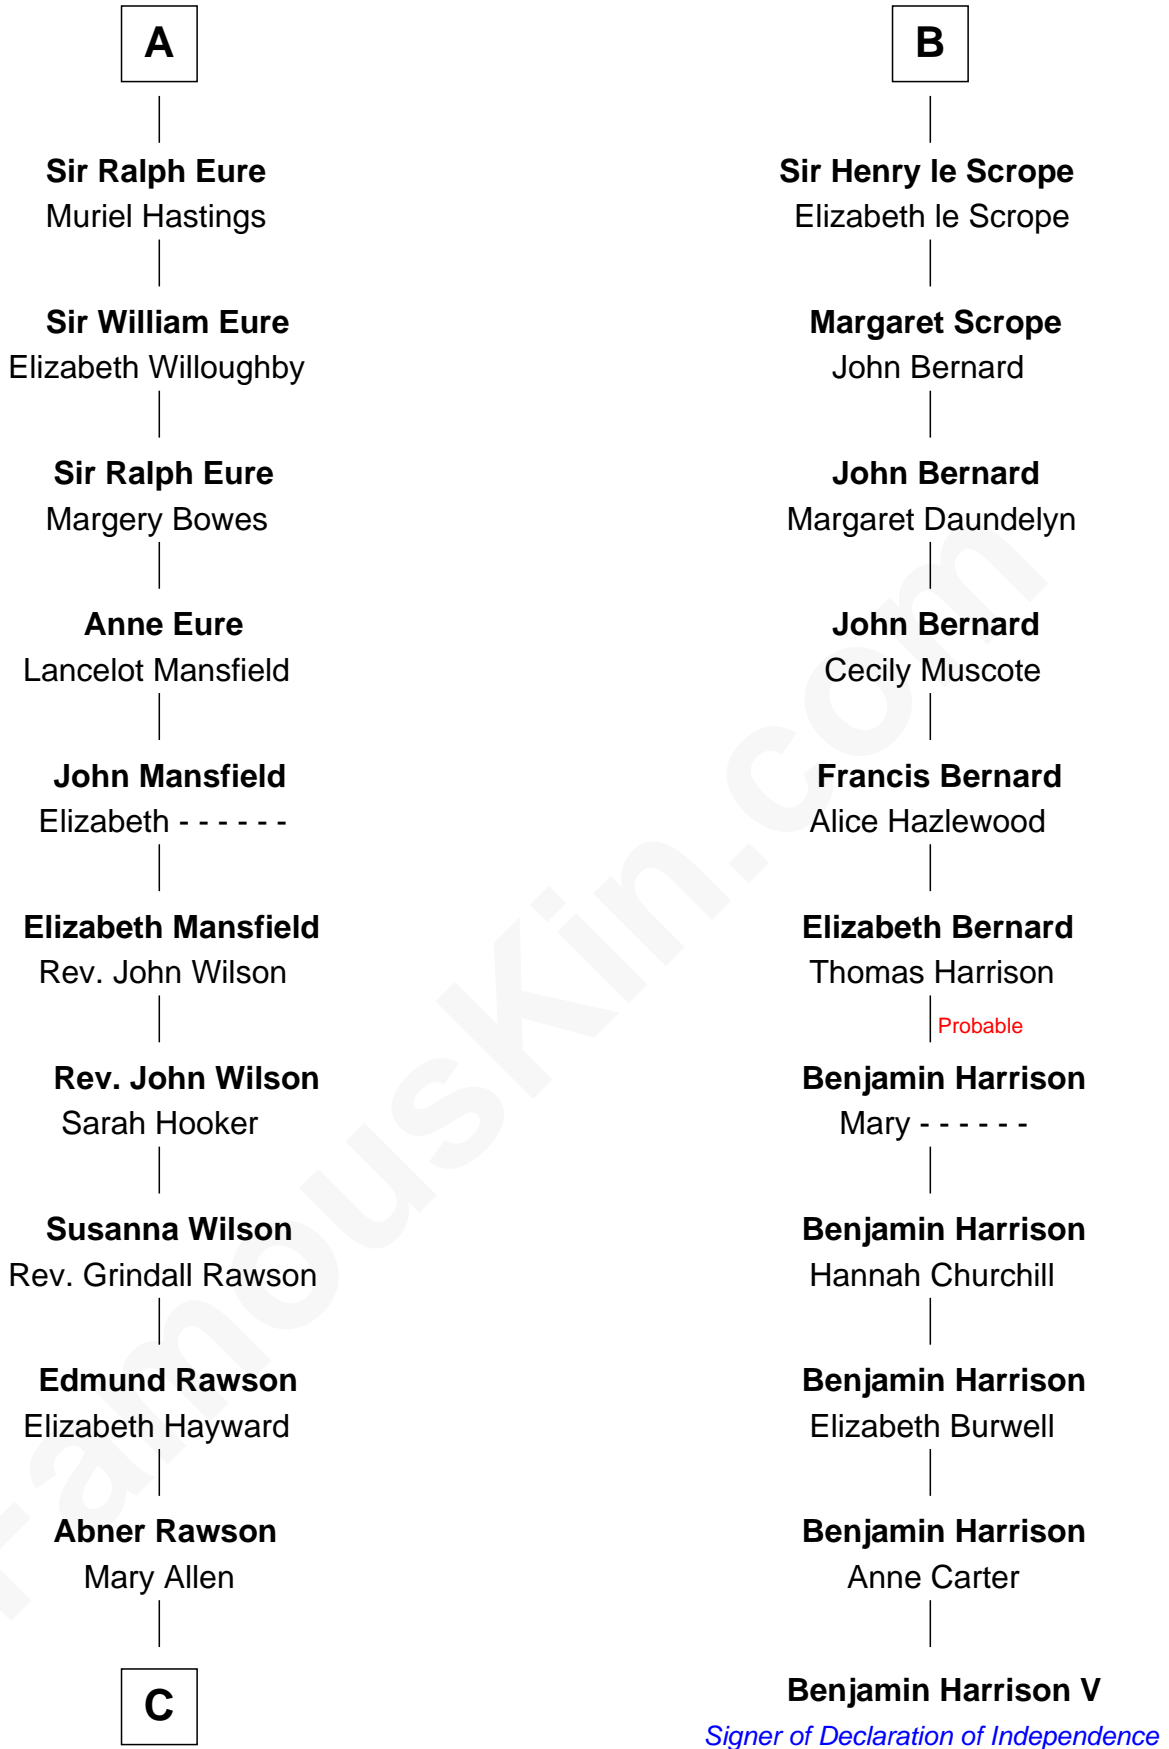 A
Sir Ralph Eure
Muriel Hastings
Sir William Eure
Elizabeth Willoughby
Sir Ralph Eure
Margery Bowes
Anne Eure
Lancelot Mansfield
John Mansfield
Elizabeth - - - - - -
Elizabeth Mansfield
Rev. John Wilson
Rev. John Wilson
Sarah Hooker
Susanna Wilson
Rev. Grindall Rawson
Edmund Rawson
Elizabeth Hayward
Abner Rawson
Mary Allen
C
B
Sir Henry le Scrope
Elizabeth le Scrope
Margaret Scrope
John Bernard
John Bernard
Margaret Daundelyn
John Bernard
Cecily Muscote
Francis Bernard
Alice Hazlewood
Elizabeth Bernard
Thomas Harrison
Probable
Benjamin Harrison
Mary - - - - - -
Benjamin Harrison
Hannah Churchill
Benjamin Harrison
Elizabeth Burwell
Benjamin Harrison
Anne Carter
Benjamin Harrison V
Signer of Declaration of Independence
FamousKin.com